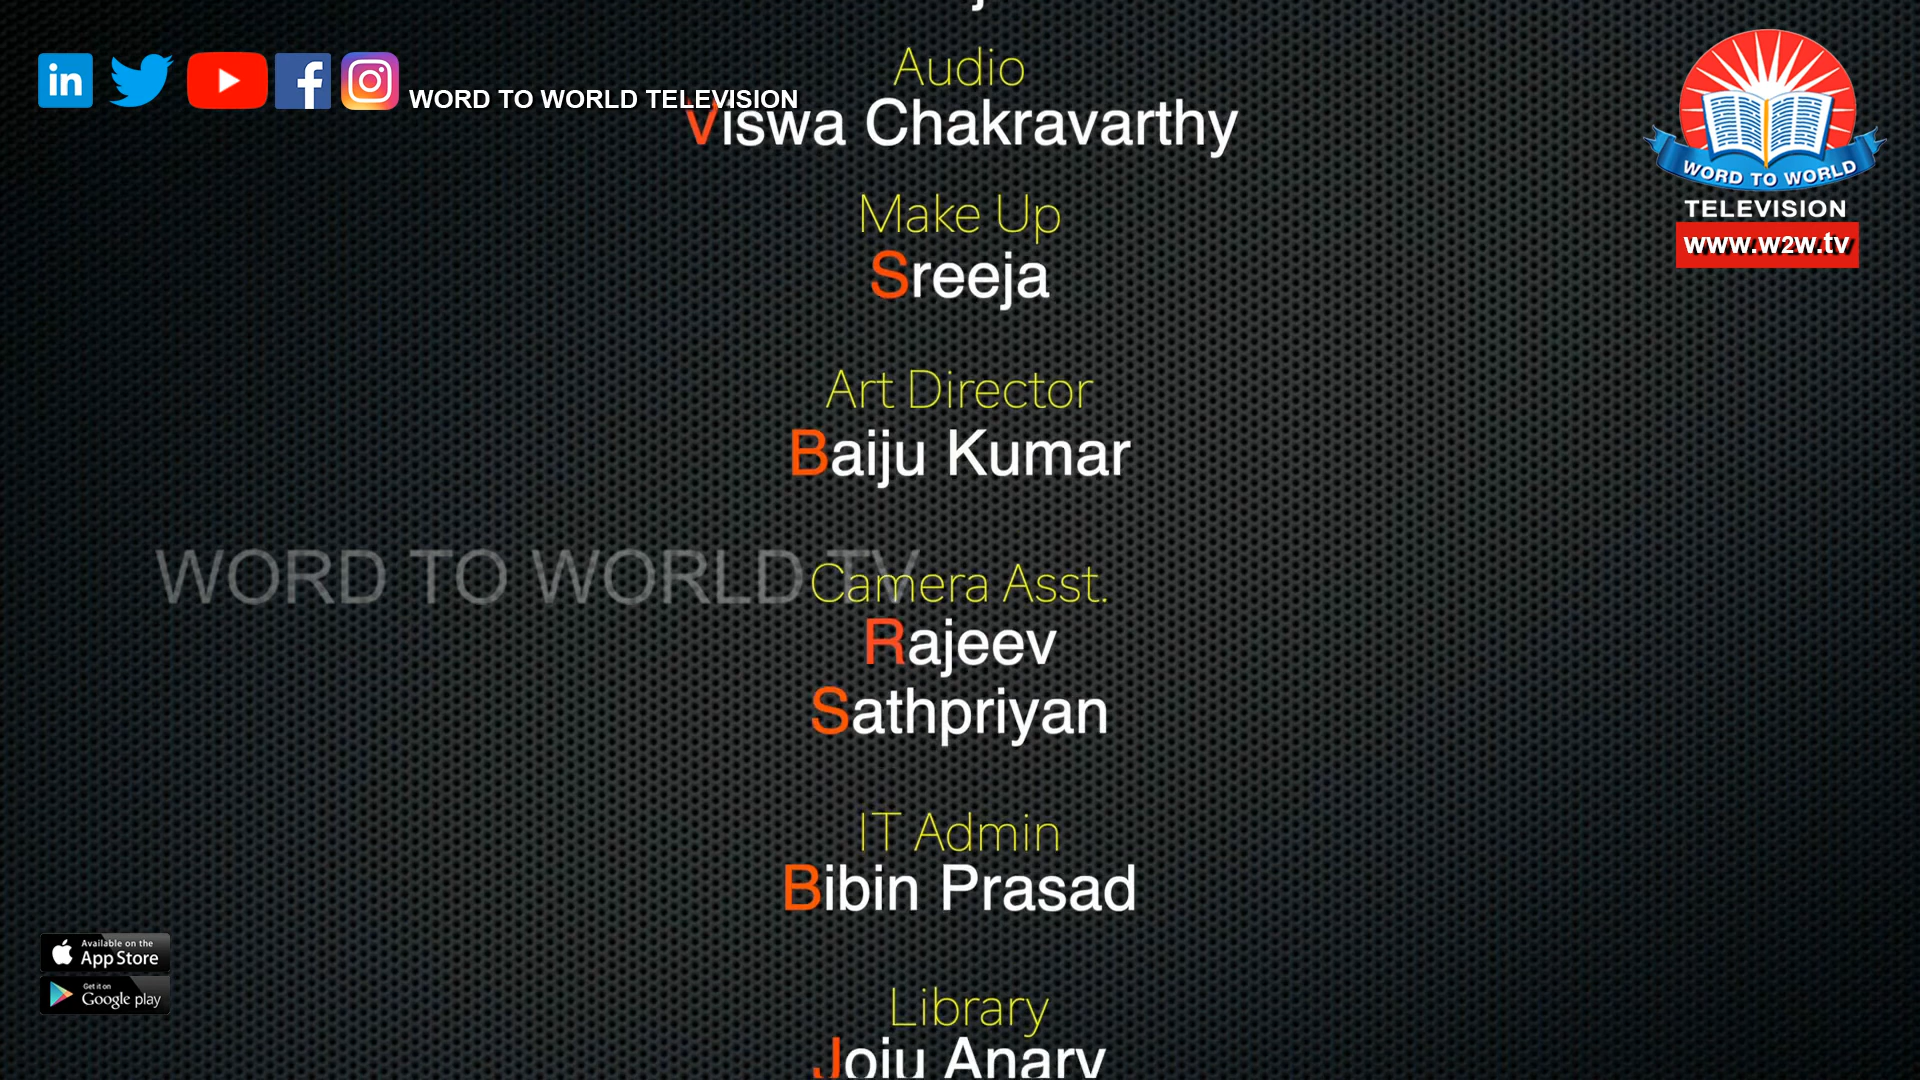 Audio
WORD TO WORLD TELEVISION
Viswa Chakravarthy
WORD TO WORLD
TELEVISION
www.w2w.tv
Make Up
Sreeja
Art Director
Baiju Kumar
WORD TO WORLD TV
Camera Asst.
Rajeev
Sathpriyan
IT Admin
Bibin Prasad
Available on the
App Store
Get it on
Google play
Library
Joju